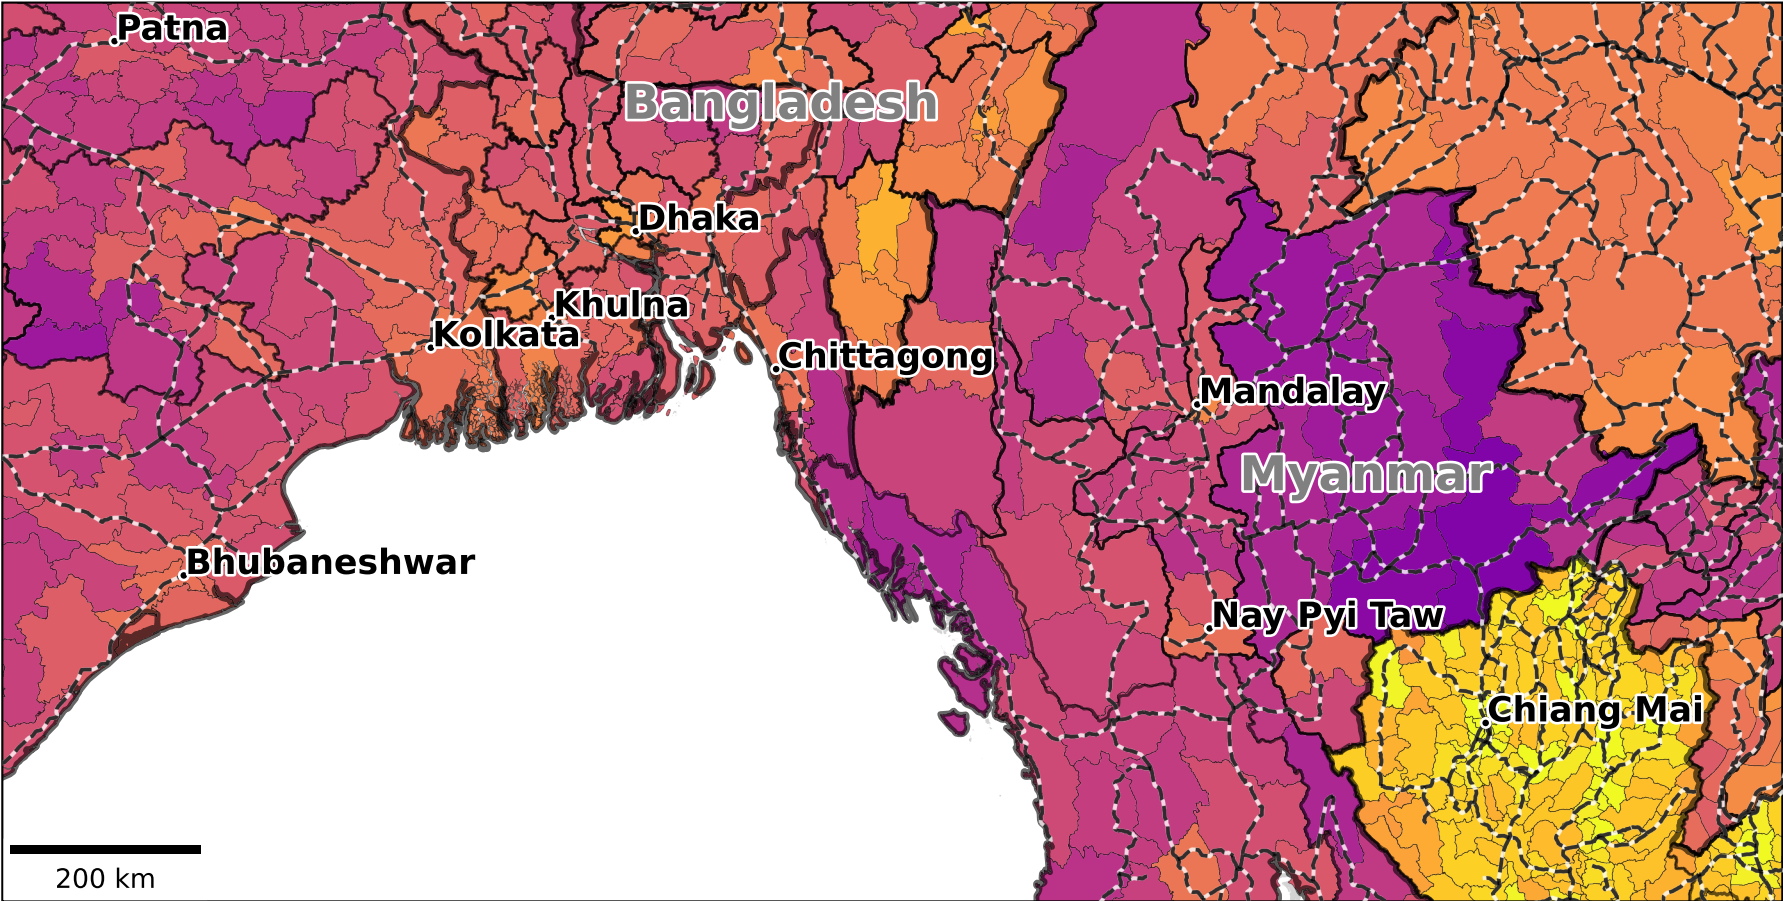 Patna
Bangladesh
Dhaka
Khulna
Kolkata
Chittagong
Mandalay
Myanmar
Bhubaneshwar
Nay Pyi Taw
Chiang Mai
200 km